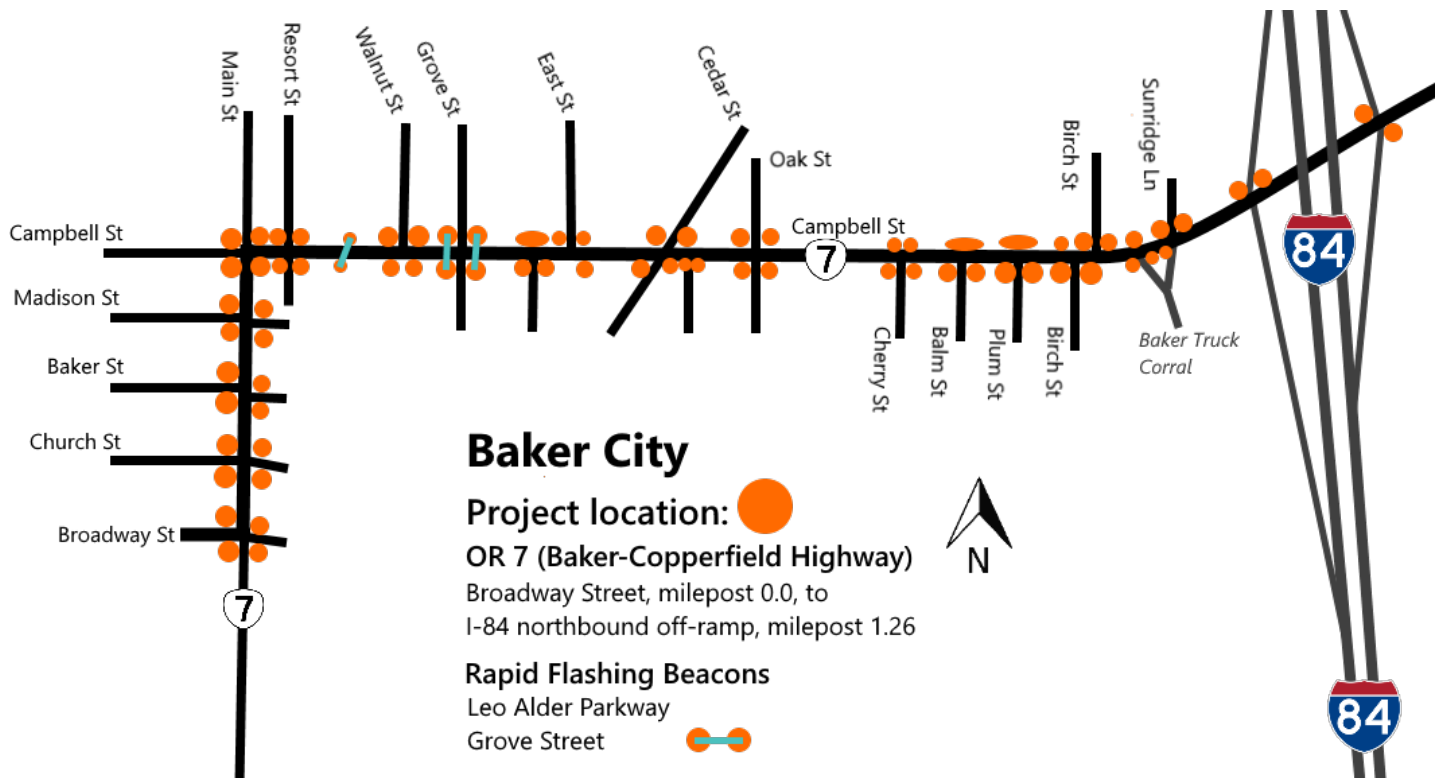 Main St
Resort St
Walnut St
Grove St
East St
Cedar St
Oak St
Birch St
Sunridge Ln
Campbell St
Campbell St
7
84
Madison St
Baker St
Church St
Broadway St
7
Cherry St
Balm St
Plum St
Birch St
Baker Truck
Corral
Baker City
Project location:
OR 7 (Baker-Copperfield Highway)
Broadway Street, milepost 0.0, to
I-84 northbound off-ramp, milepost 1.26
Rapid Flashing Beacons
Leo Alder Parkway
Grove Street
N
84